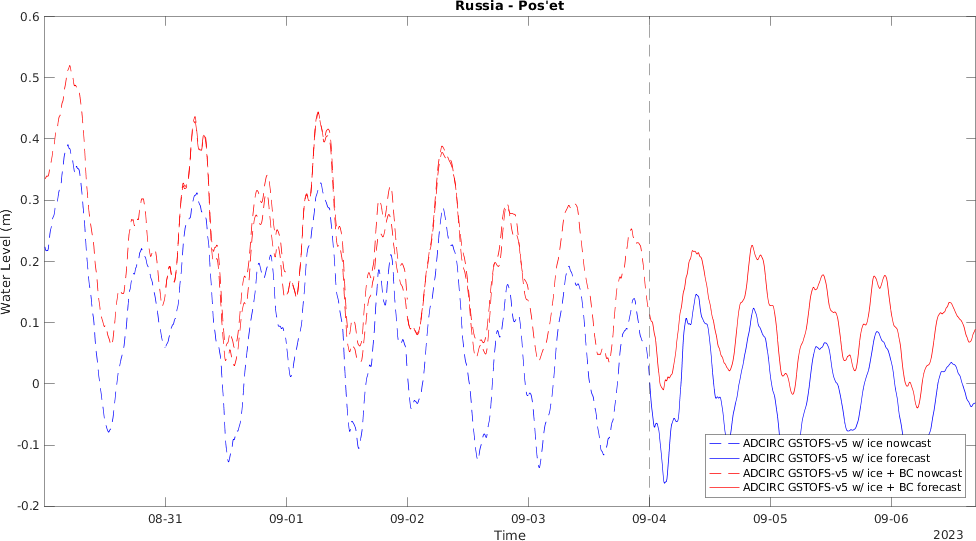 Russia - Pos'et
0.6
0.5
0.4
0.3
0.2
0.1
0
-0.1
-0.2
Water Level (m)
ADCIRC GSTOFS-v5 w/ ice nowcast
ADCIRC GSTOFS-v5 w/ ice forecast
ADCIRC GSTOFS-v5 w/ ice + BC nowcast
ADCIRC GSTOFS-v5 w/ ice + BC forecast
08-31 09-01 09-02 09-03 09-04 09-05 09-06
Time
2023